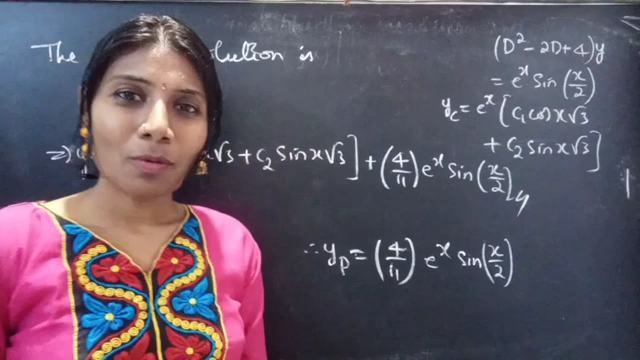 The ution is
(D² - 2D + 4) y
= eˣ Sin (x/2)
y_c = eˣ [ C₁ cos x√3
+ C₂ Sin x√3 ]
⇒ √3 + C₂ Sin x√3 ] + (4/11) eˣ Sin (x/2) //
∴ y_p = (4/11) eˣ Sin (x/2)